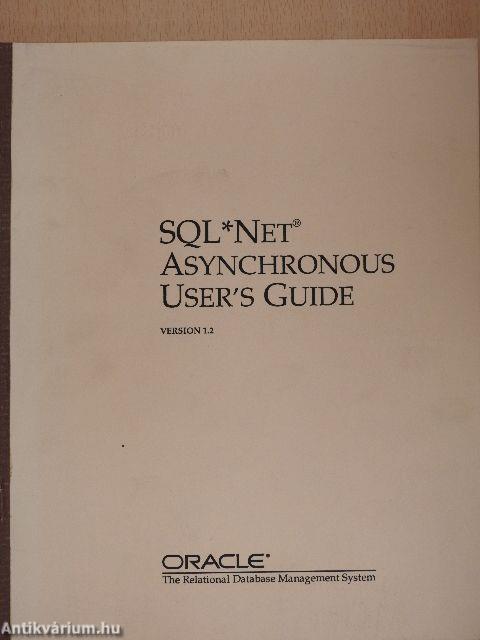 SQL*NET®
ASYNCHRONOUS
USER'S GUIDE
VERSION 1.2
ORACLE®
The Relational Database Management System
Antikvárium.hu